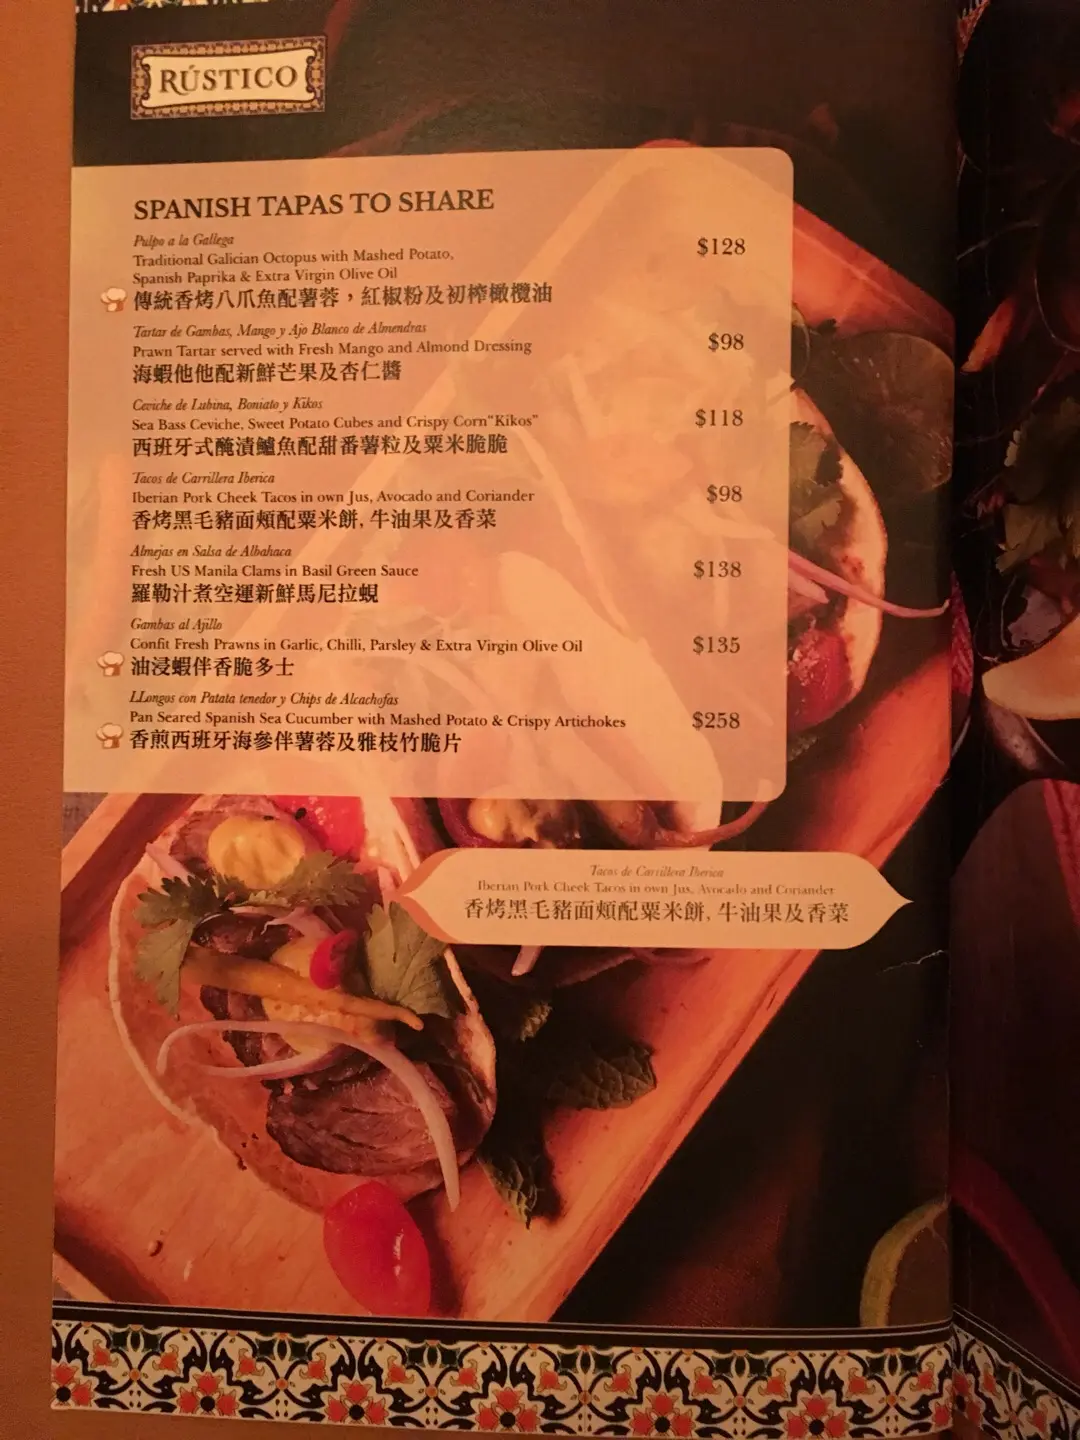 RÚSTICO
SPANISH TAPAS TO SHARE
Pulpo a la Gallega
Traditional Galician Octopus with Mashed Potato,
Spanish Paprika & Extra Virgin Olive Oil
$128
傳統香烤八爪魚配薯蓉，紅椒粉及初榨橄欖油
Tartar de Gambas, Mango y Ajo Blanco de Almendras
Prawn Tartar served with Fresh Mango and Almond Dressing
$98
海蝦他他配新鮮芒果及杏仁醬
Ceviche de Lubina, Boniato y Kikos
Sea Bass Ceviche, Sweet Potato Cubes and Crispy Corn"Kikos"
$118
西班牙式醃漬鱸魚配甜番薯粒及粟米脆脆
Tacos de Carrillera Iberica
Iberian Pork Cheek Tacos in own Jus, Avocado and Coriander
$98
香烤黑毛豬面頰配粟米餅, 牛油果及香菜
Almejas en Salsa de Albahaca
Fresh US Manila Clams in Basil Green Sauce
$138
羅勒汁煮空運新鮮馬尼拉蜆
Gambas al Ajillo
Confit Fresh Prawns in Garlic, Chilli, Parsley & Extra Virgin Olive Oil
$135
油浸蝦伴香脆多士
LLongos con Patata tenedor y Chips de Alcachofas
Pan Seared Spanish Sea Cucumber with Mashed Potato & Crispy Artichokes
$258
香煎西班牙海參伴薯蓉及雅枝竹脆片
Tacos de Carrillera Iberica
Iberian Pork Cheek Tacos in own Jus, Avocado and Coriander
香烤黑毛豬面頰配粟米餅, 牛油果及香菜